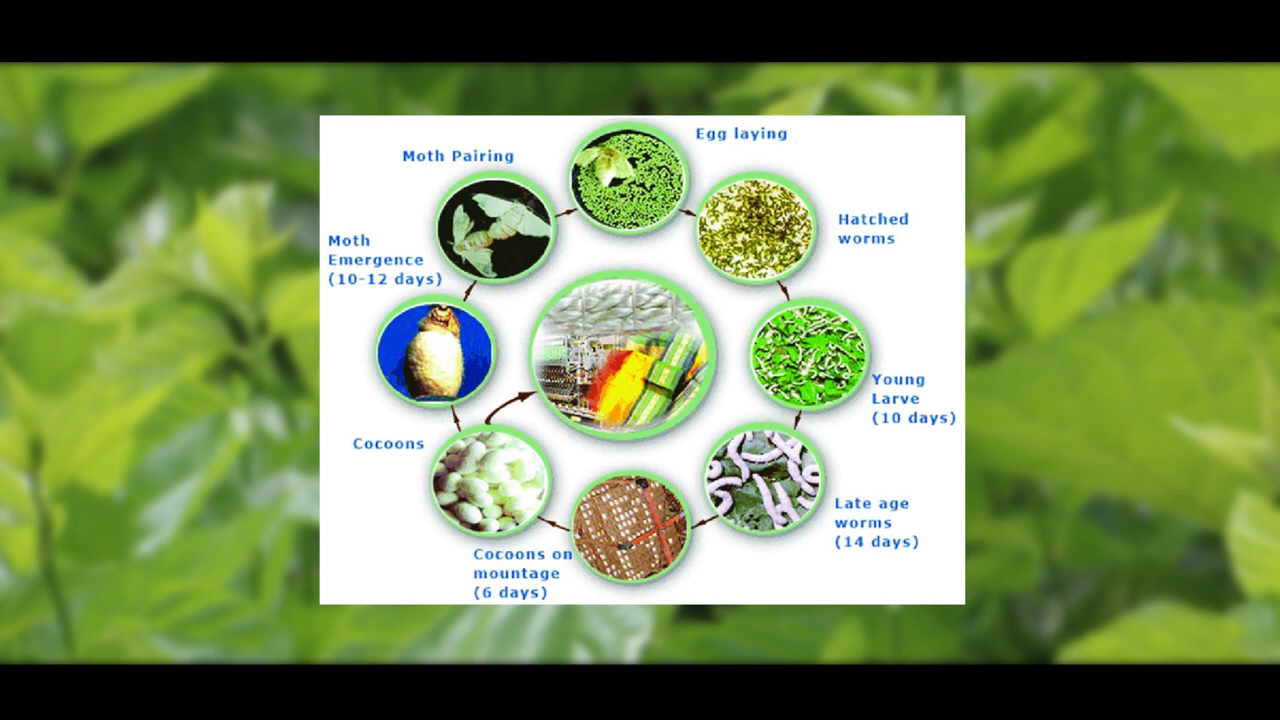 Egg laying
Moth Pairing
Hatched
worms
Moth
Emergence
(10-12 days)
Young
Larve
(10 days)
Cocoons
Late age
worms
(14 days)
Cocoons on
mountage
(6 days)